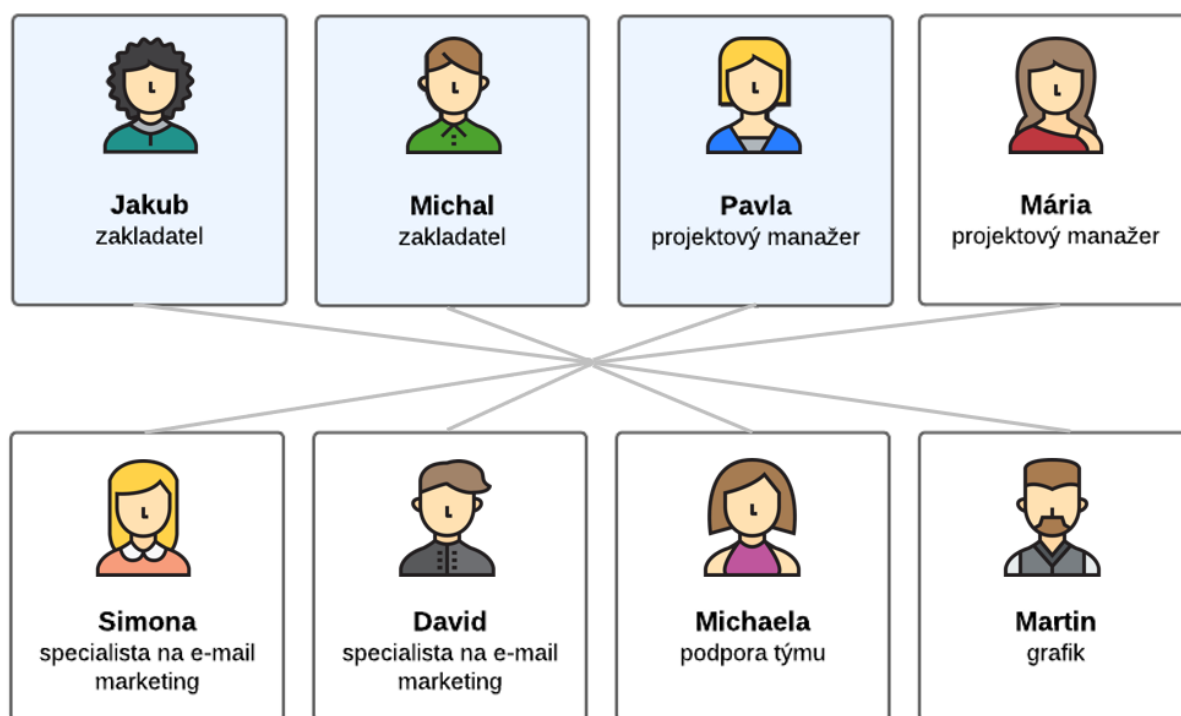 Jakub
zakladatel
Michal
zakladatel
Pavla
projektový manažer
Mária
projektový manažer
Simona
specialista na e-mail
marketing
David
specialista na e-mail
marketing
Michaela
podpora týmu
Martin
grafik